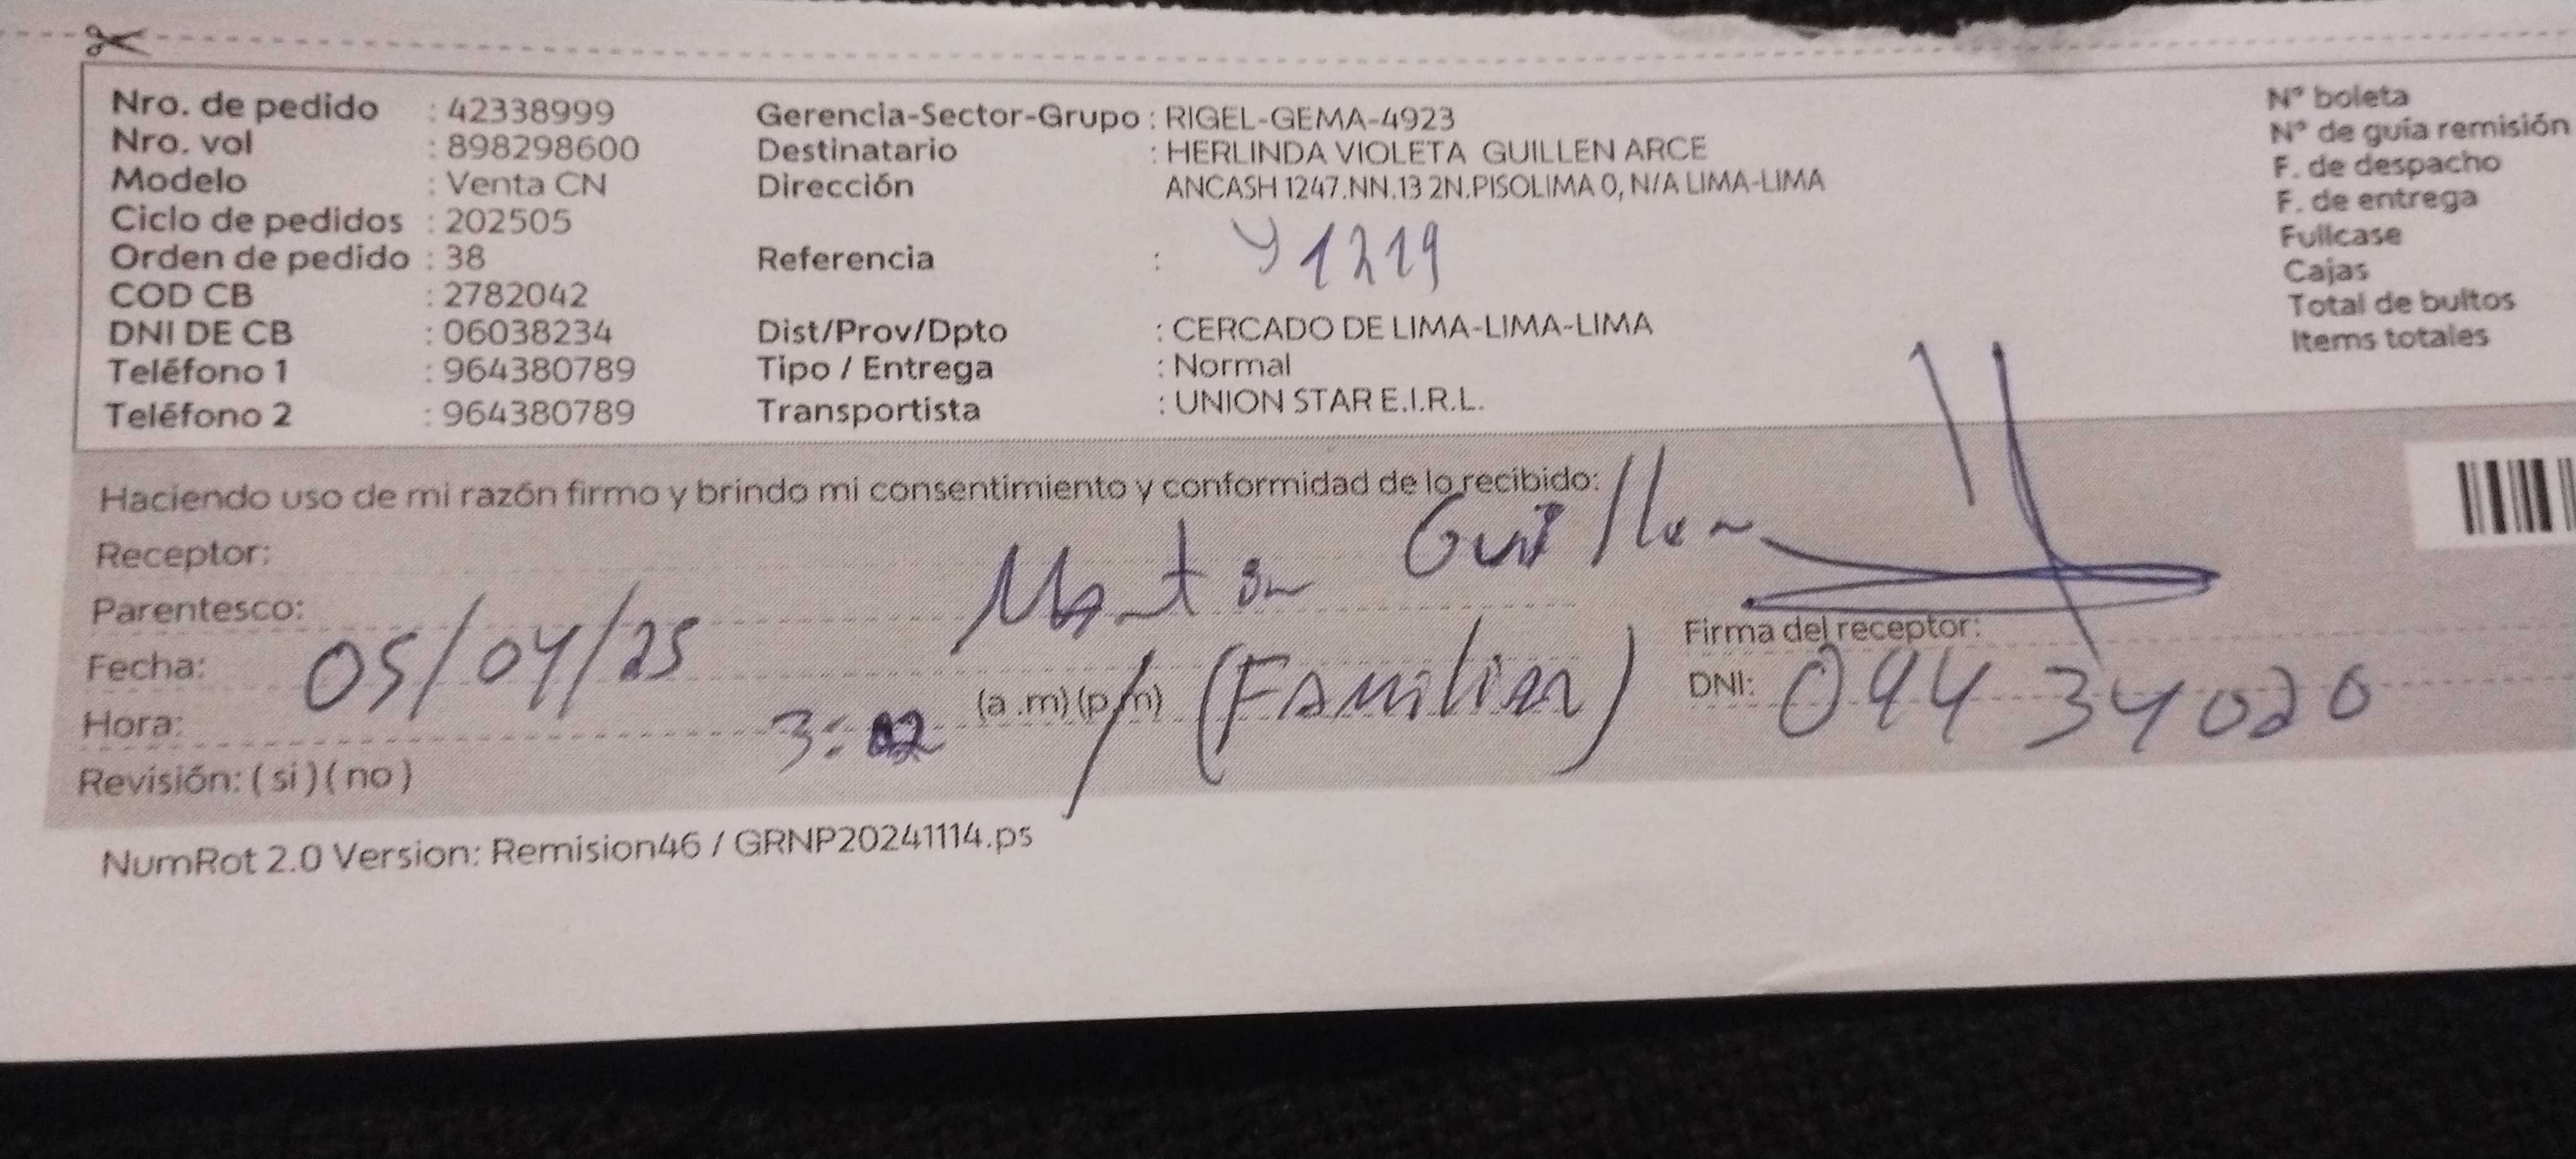 Nro. de pedido : 42338999
Nro. vol : 898298600
Modelo : Venta CN
Ciclo de pedidos : 202505
Orden de pedido : 38
COD CB : 2782042
DNI DE CB : 06038234
Teléfono 1 : 964380789
Teléfono 2 : 964380789
Gerencia-Sector-Grupo : RIGEL-GEMA-4923
Destinatario : HERLINDA VIOLETA GUILLEN ARCE
Dirección ANCASH 1247.NN.13 2N.PISOLIMA 0, N/A LIMA-LIMA
Referencia : y 1219
Dist/Prov/Dpto : CERCADO DE LIMA-LIMA-LIMA
Tipo / Entrega : Normal
Transportista : UNION STAR E.I.R.L.
N° boleta
N° de guía remisión
F. de despacho
F. de entrega
Fullcase
Cajas
Total de bultos
Items totales
Haciendo uso de mi razón firmo y brindo mi consentimiento y conformidad de lo recibido:
Receptor: Guillen
Parentesco: (Familiar)
Fecha: 05/04/25
Hora: 3:02 (a .m) (p.m)
Revisión: ( si ) ( no )
Firma del receptor:
DNI: 09434020
NumRot 2.0 Version: Remision46 / GRNP20241114.ps